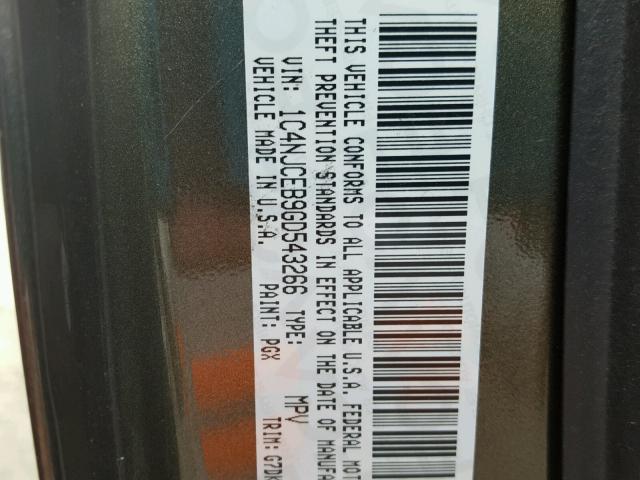 THIS VEHICLE CONFORMS TO ALL APPLICABLE U.S.A. FEDERAL MOT
THEFT PREVENTION STANDARDS IN EFFECT ON THE DATE OF MANUFA
VIN: 1C4NJCEB9GD543266 TYPE: MPV
VEHICLE MADE IN U.S.A. PAINT: PGX TRIM: G7DK